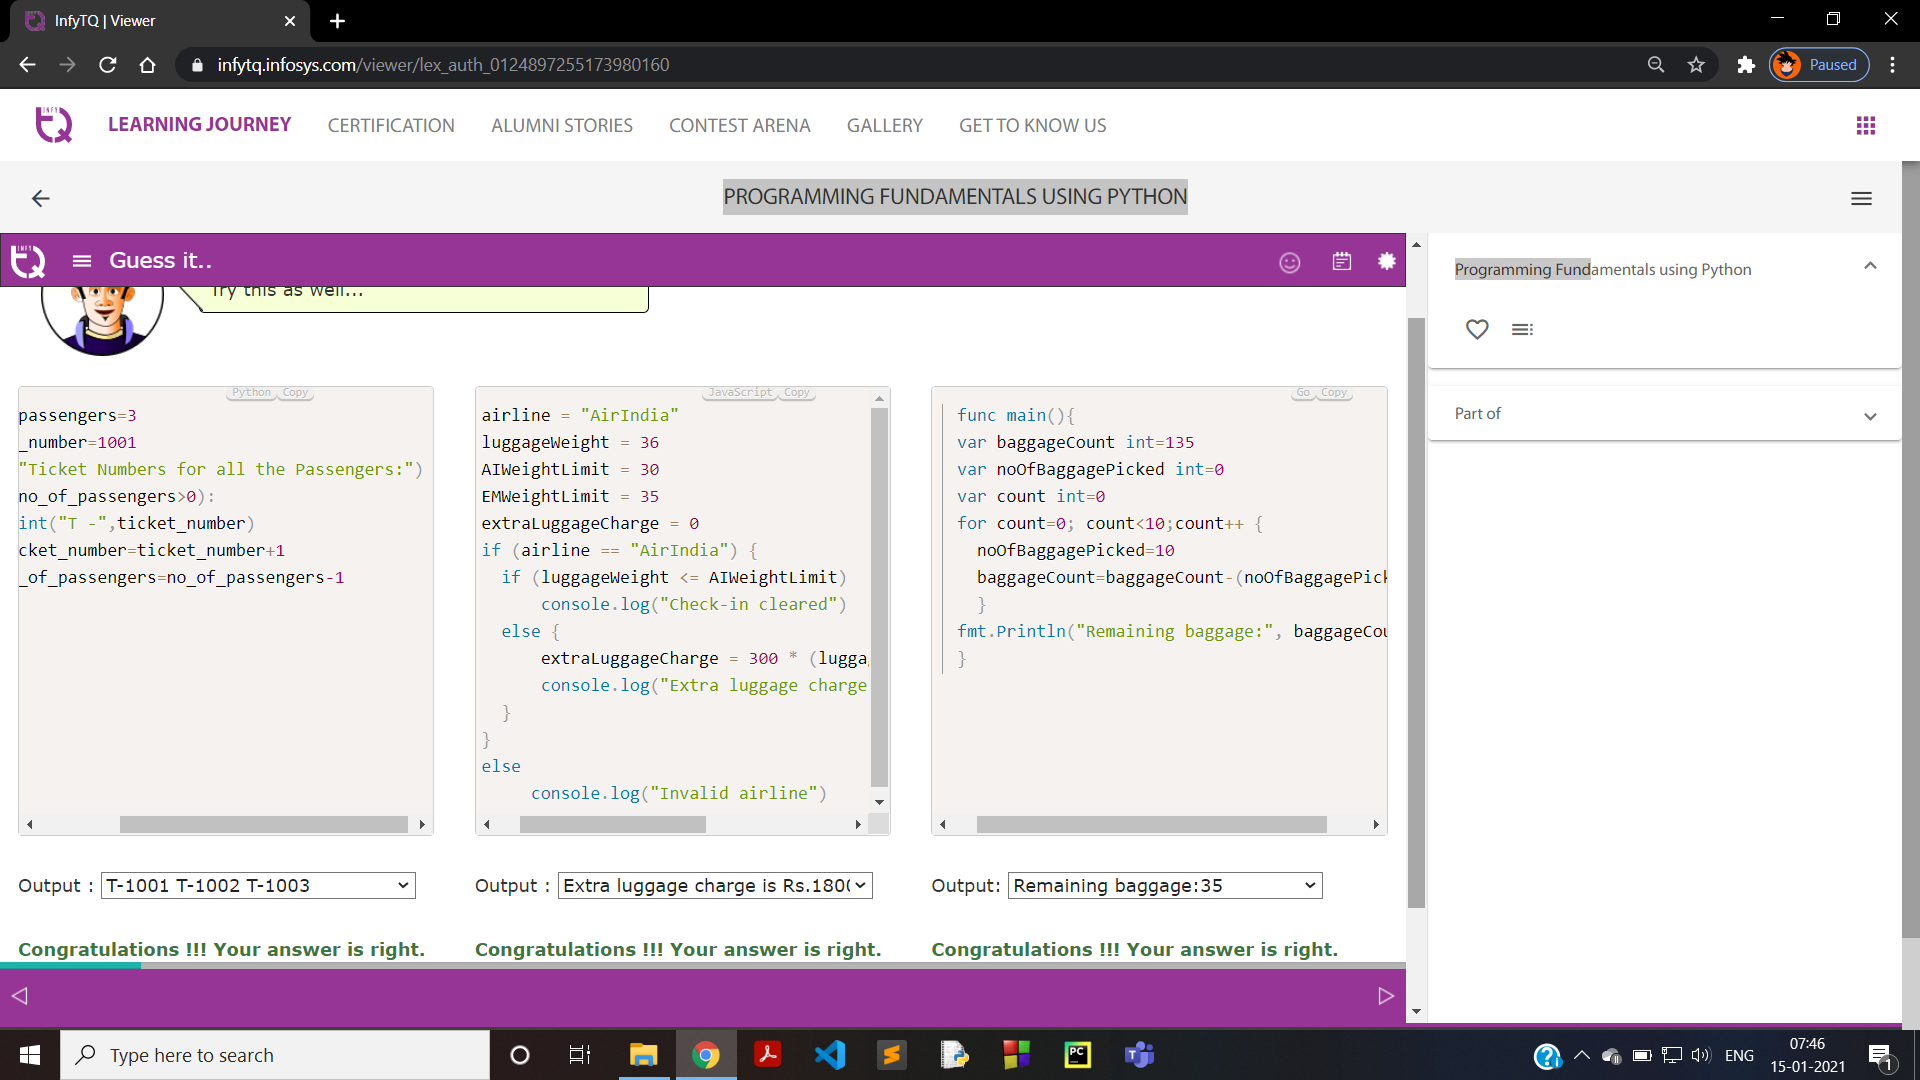 InfyTQ | Viewer
infytq.infosys.com/viewer/lex_auth_0124897255173980160
Paused
INFY TQ
LEARNING JOURNEY
CERTIFICATION
ALUMNI STORIES
CONTEST ARENA
GALLERY
GET TO KNOW US
PROGRAMMING FUNDAMENTALS USING PYTHON
INFY TQ
Guess it..
Try this as well...
Python Copy
passengers=3
_number=1001
"Ticket Numbers for all the Passengers:")
no_of_passengers>0):
int("T -",ticket_number)
cket_number=ticket_number+1
_of_passengers=no_of_passengers-1
Output : T-1001 T-1002 T-1003
Congratulations !!! Your answer is right.
JavaScript Copy
airline = "AirIndia"
luggageWeight = 36
AIWeightLimit = 30
EMWeightLimit = 35
extraLuggageCharge = 0
if (airline == "AirIndia") {
if (luggageWeight <= AIWeightLimit)
console.log("Check-in cleared")
else {
extraLuggageCharge = 300 * (lugga
console.log("Extra luggage charge
}
}
else
console.log("Invalid airline")
Output : Extra luggage charge is Rs.180
Congratulations !!! Your answer is right.
Go Copy
func main(){
var baggageCount int=135
var noOfBaggagePicked int=0
var count int=0
for count=0; count<10;count++ {
noOfBaggagePicked=10
baggageCount=baggageCount-(noOfBaggagePick
}
fmt.Println("Remaining baggage:", baggageCou
}
Output: Remaining baggage:35
Congratulations !!! Your answer is right.
Programming Fundamentals using Python
Part of
Type here to search
PC
ENG
07:46
15-01-2021
1